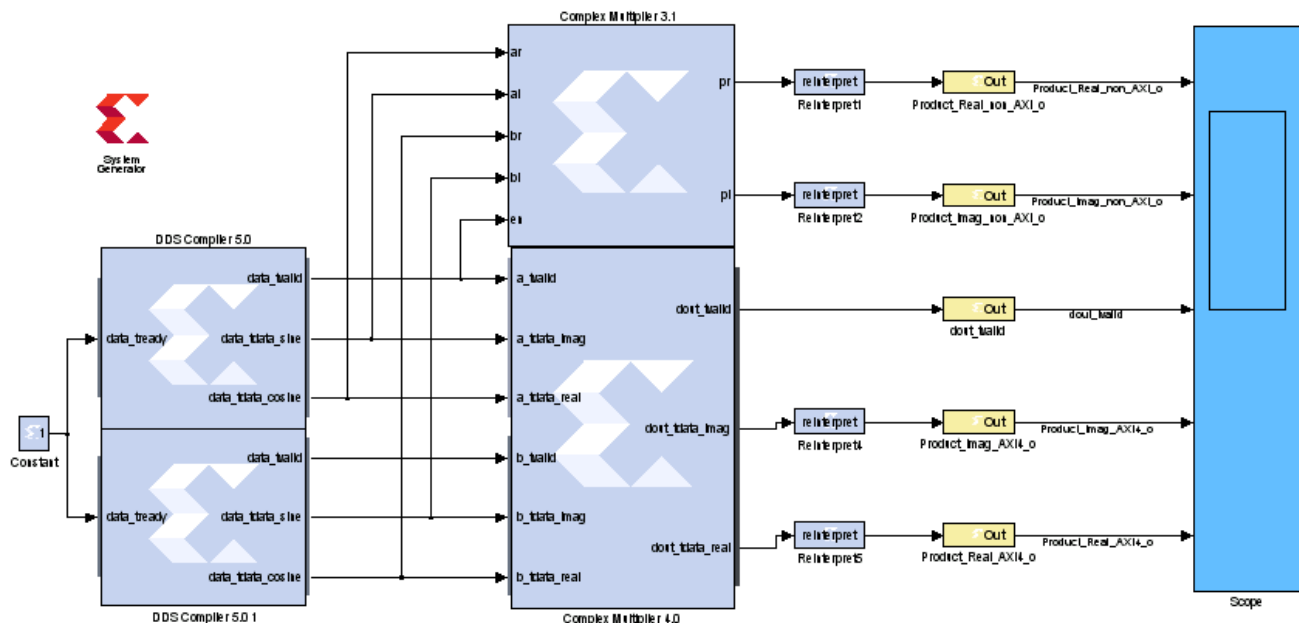 Complex Multiplier 3.1
ar
ai
br
bi
en
pr
pi
reinterpret
Reinterpret1
Out
Product_Real_non_AXI_o
Product_Real_non_AXI_o
reinterpret
Reinterpret2
Out
Product_Imag_non_AXI_o
Product_Imag_non_AXI_o
System
Generator
DDS Compiler 5.0
data_tready
data_tvalid
data_tdata_sine
data_tdata_cosine
1
Constant
data_tready
data_tvalid
data_tdata_sine
data_tdata_cosine
DDS Compiler 5.0 1
a_tvalid
a_tdata_imag
a_tdata_real
b_tvalid
b_tdata_imag
b_tdata_real
dout_tvalid
dout_tdata_imag
dout_tdata_real
Complex Multiplier 4.0
Out
dout_tvalid
dout_tvalid
reinterpret
Reinterpret4
Out
Product_Imag_AXI4_o
Product_Imag_AXI4_o
reinterpret
Reinterpret5
Out
Product_Real_AXI4_o
Product_Real_AXI4_o
Scope